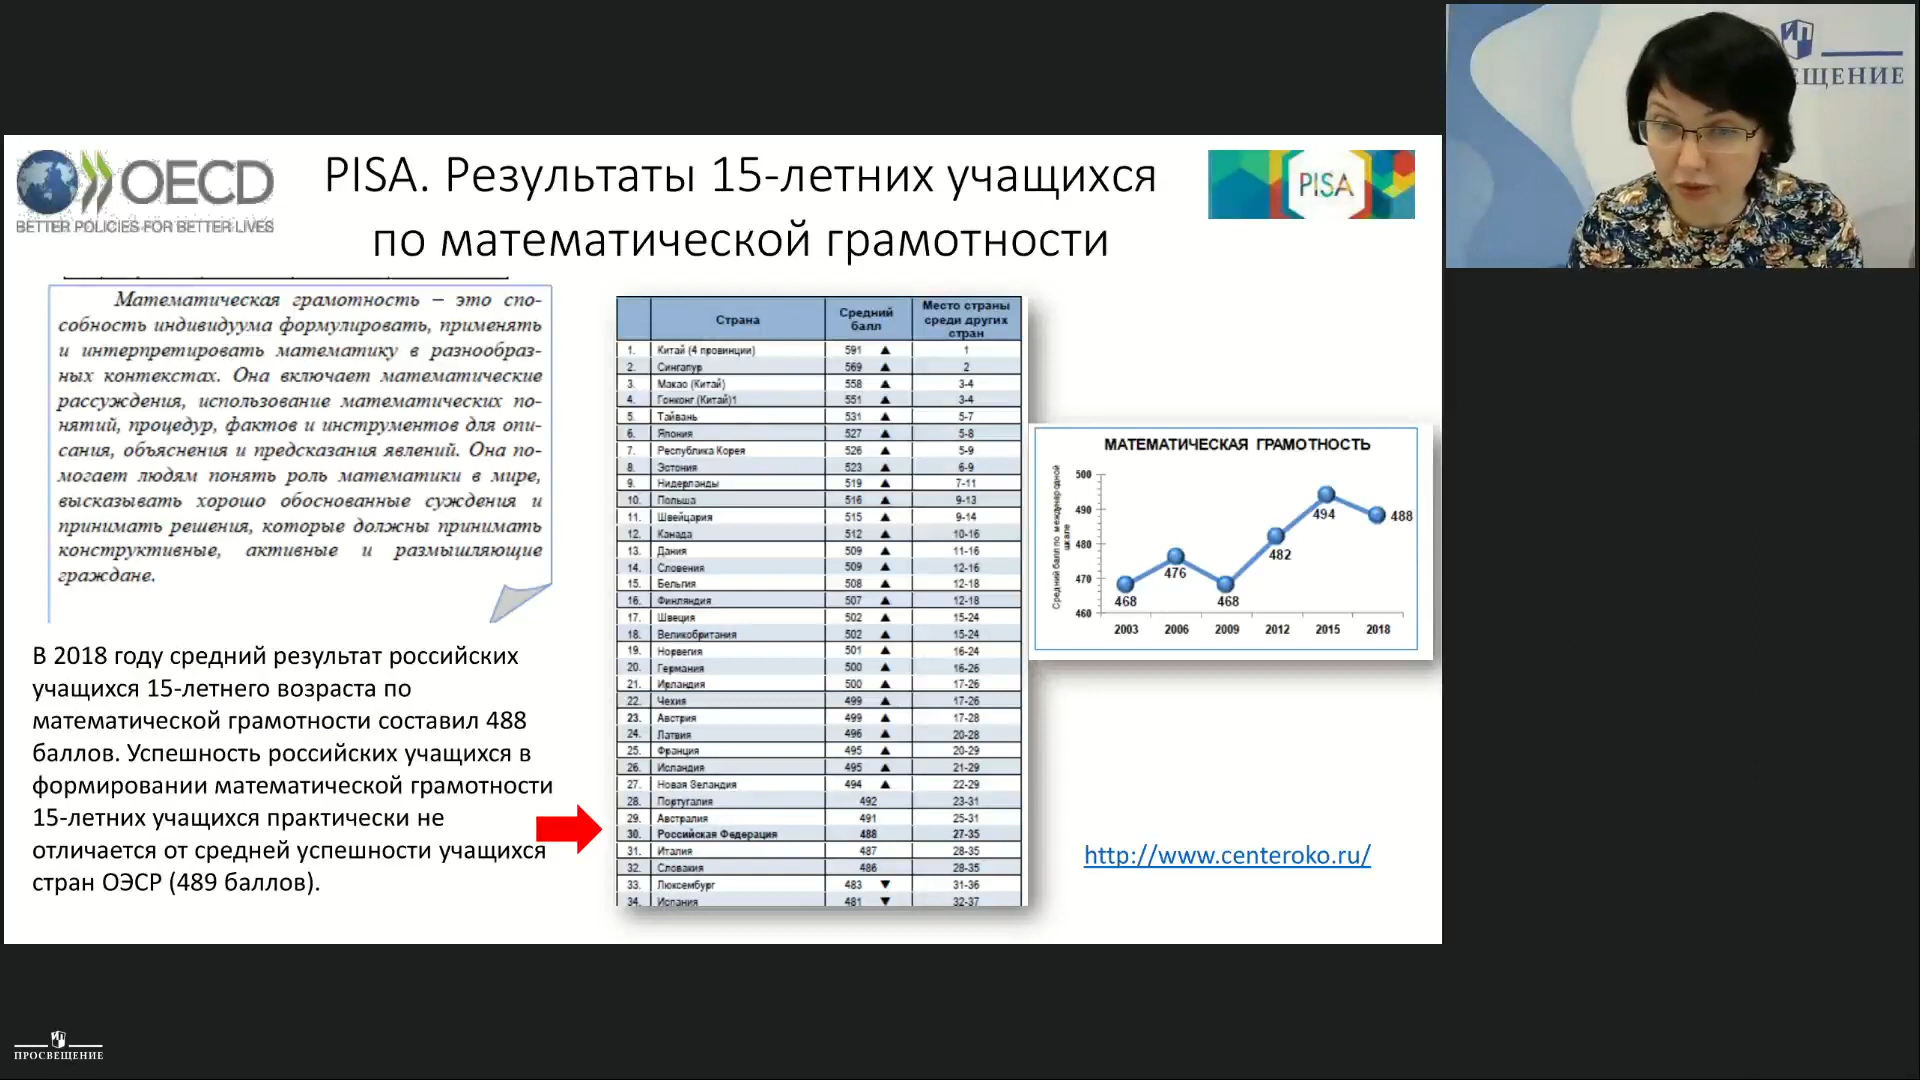 OECD
BETTER POLICIES FOR BETTER LIVES
PISA. Результаты 15-летних учащихся
по математической грамотности
PISA
ИП
ЕЩЕНИЕ
Математическая грамотность – это спо-
собность индивидуума формулировать, применять
и интерпретировать математику в разнообраз-
ных контекстах. Она включает математические
рассуждения, использование математических по-
нятий, процедур, фактов и инструментов для опи-
сания, объяснения и предсказания явлений. Она по-
могает людям понять роль математики в мире,
высказывать хорошо обоснованные суждения и
принимать решения, которые должны принимать
конструктивные, активные и размышляющие
граждане.
В 2018 году средний результат российских
учащихся 15-летнего возраста по
математической грамотности составил 488
баллов. Успешность российских учащихся в
формировании математической грамотности
15-летних учащихся практически не
отличается от средней успешности учащихся
стран ОЭСР (489 баллов).
Страна Средний балл Место страны среди других стран
1. Китай (4 провинции) 591 ▲ 1
2. Сингапур 569 ▲ 2
3. Макао (Китай) 558 ▲ 3-4
4. Гонконг (Китай)1 551 ▲ 3-4
5. Тайвань 531 ▲ 5-7
6. Япония 527 ▲ 5-8
7. Республика Корея 526 ▲ 5-9
8. Эстония 523 ▲ 6-9
9. Нидерланды 519 ▲ 7-11
10. Польша 516 ▲ 9-13
11. Швейцария 515 ▲ 9-14
12. Канада 512 ▲ 10-16
13. Дания 509 ▲ 11-16
14. Словения 509 ▲ 12-16
15. Бельгия 508 ▲ 12-18
16. Финляндия 507 ▲ 12-18
17. Швеция 502 ▲ 15-24
18. Великобритания 502 ▲ 15-24
19. Норвегия 501 ▲ 16-24
20. Германия 500 ▲ 16-26
21. Ирландия 500 ▲ 17-26
22. Чехия 499 ▲ 17-26
23. Австрия 499 ▲ 17-28
24. Латвия 496 ▲ 20-28
25. Франция 495 ▲ 20-29
26. Исландия 495 ▲ 21-29
27. Новая Зеландия 494 ▲ 22-29
28. Португалия 492 23-31
29. Австралия 491 25-31
30. Российская Федерация 488 27-35
31. Италия 487 28-35
32. Словакия 486 28-35
33. Люксембург 483 ▼ 31-36
34. Испания 481 ▼ 32-37
МАТЕМАТИЧЕСКАЯ ГРАМОТНОСТЬ
Средний балл по международной
шкале
500
490
480
470
460
468 476 468 482 494 488
2003 2006 2009 2012 2015 2018
http://www.centeroko.ru/
ПРОСВЕЩЕНИЕ